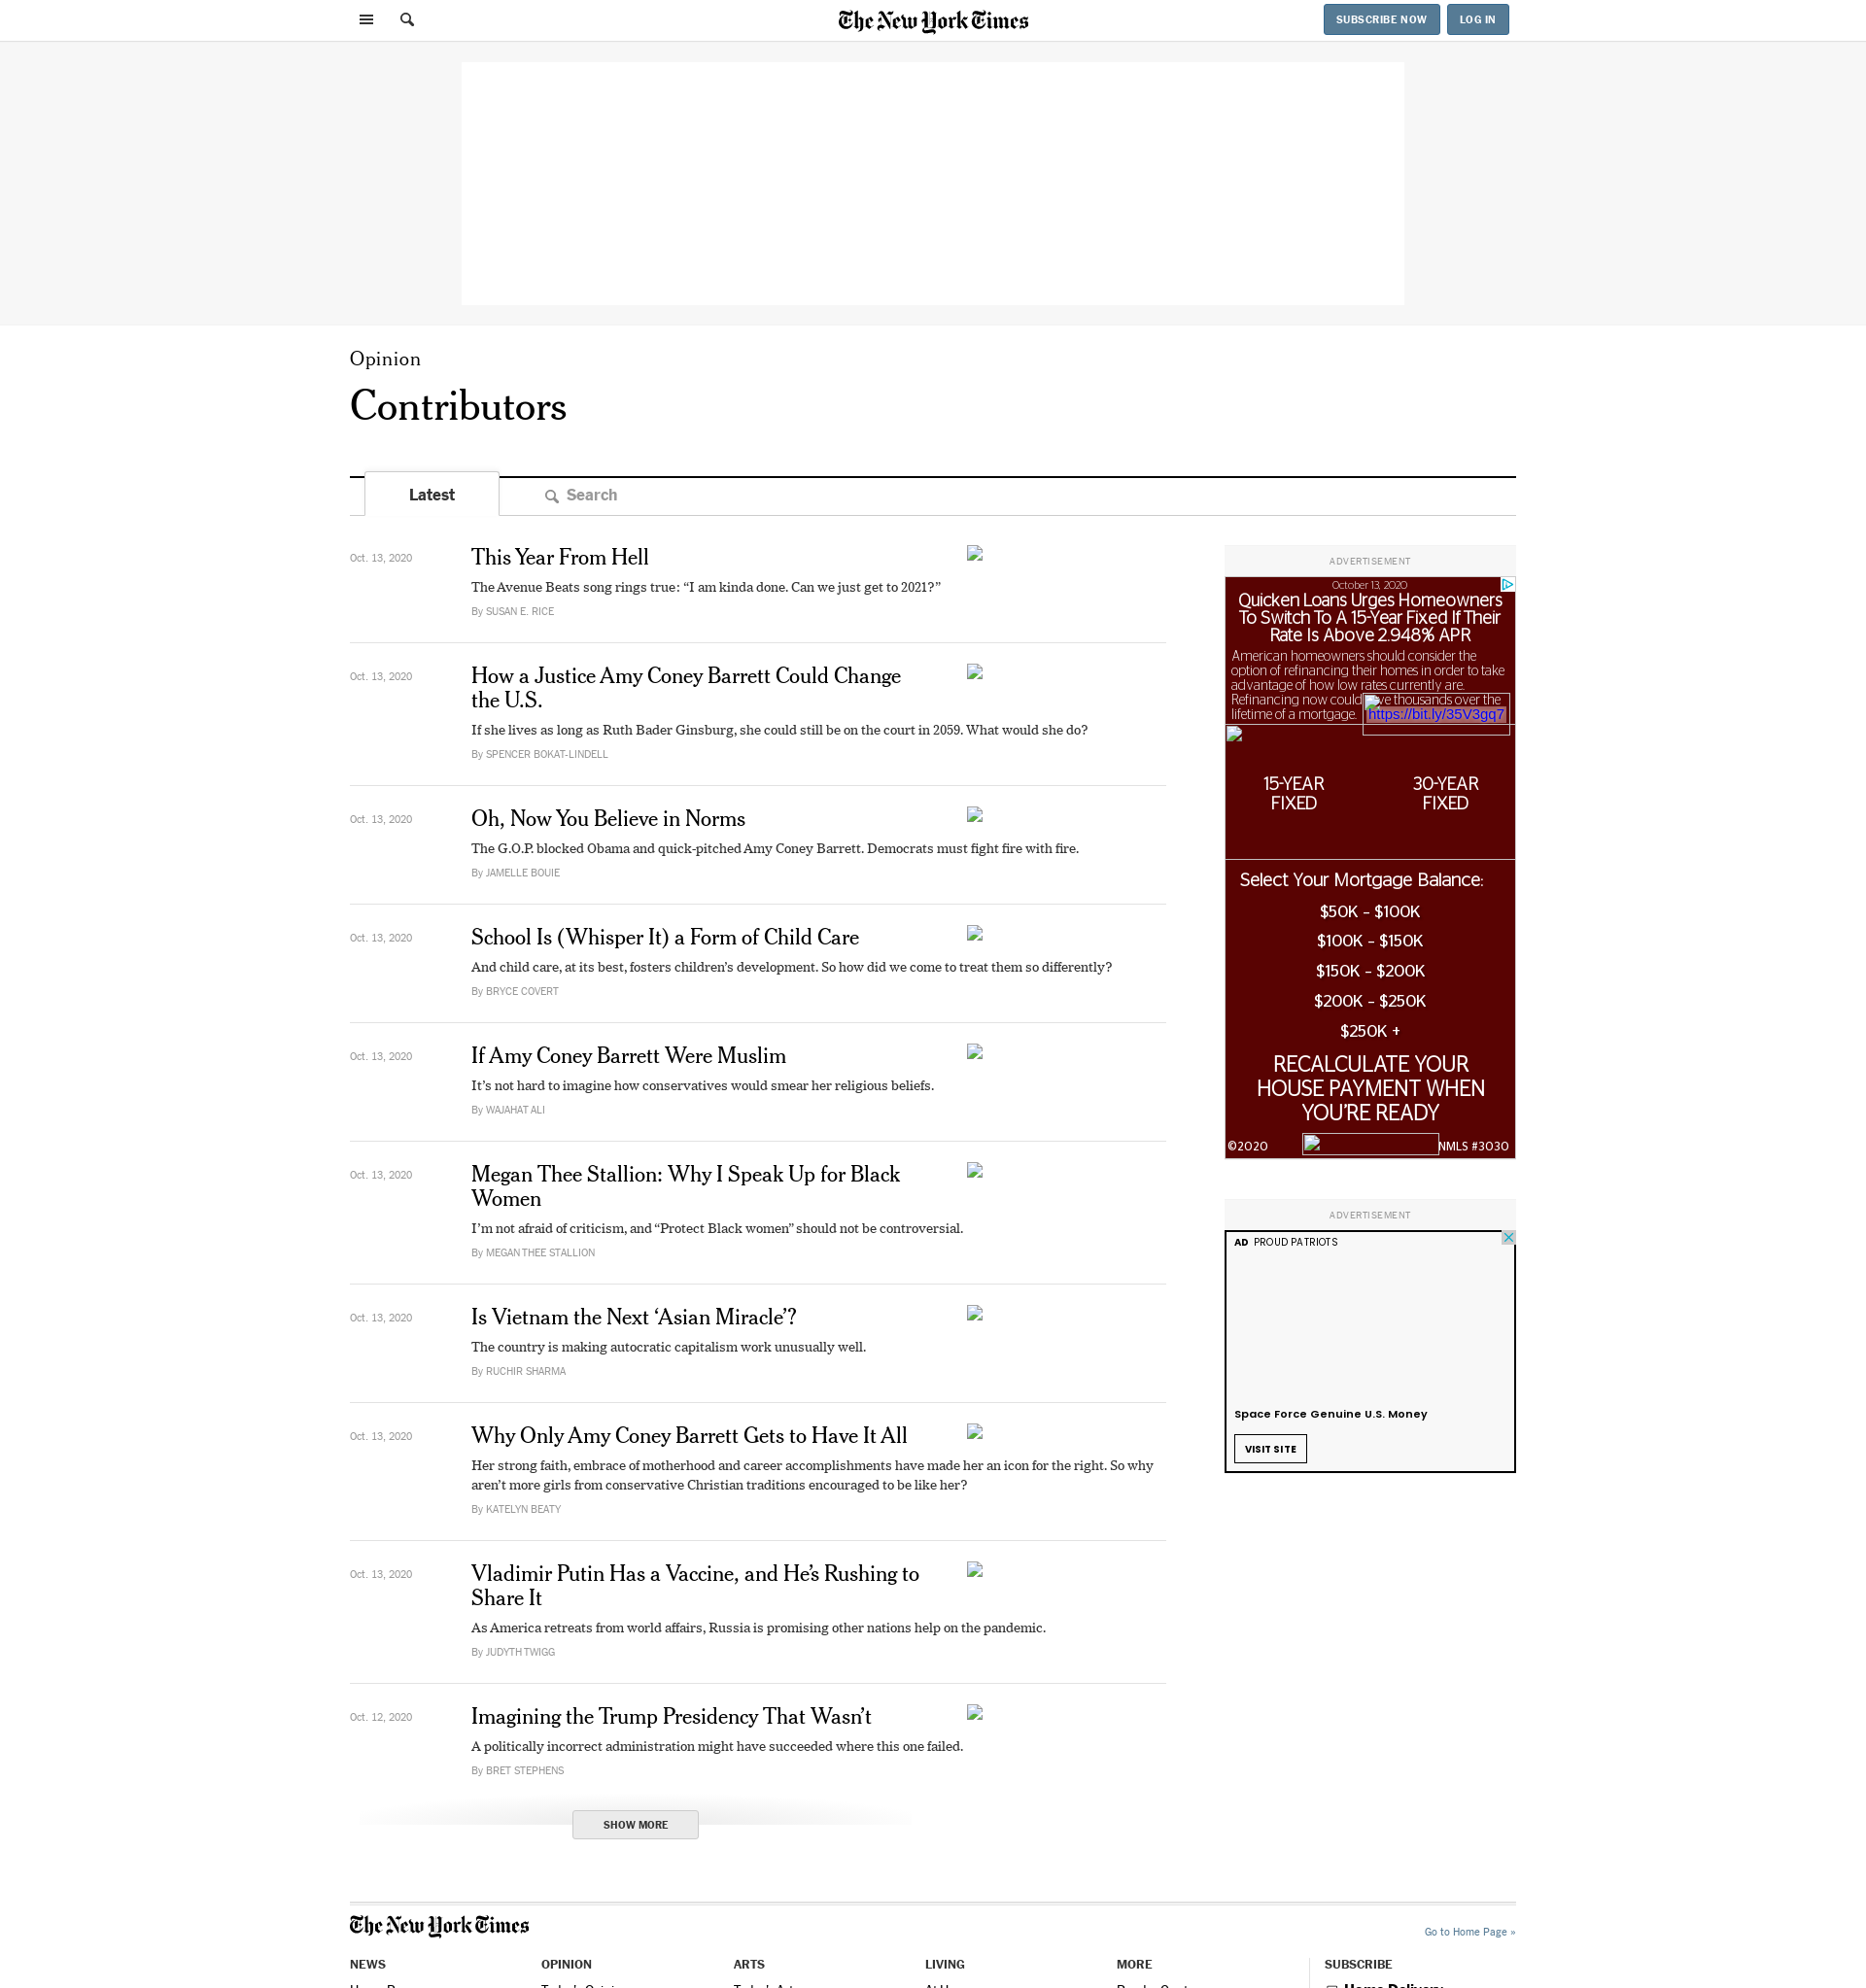 The New York Times
SUBSCRIBE NOW
LOG IN
Opinion
Contributors
Latest
Search
Oct. 13, 2020
This Year From Hell
The Avenue Beats song rings true: “I am kinda done. Can we just get to 2021?”
By SUSAN E. RICE
Oct. 13, 2020
How a Justice Amy Coney Barrett Could Change
the U.S.
If she lives as long as Ruth Bader Ginsburg, she could still be on the court in 2059. What would she do?
By SPENCER BOKAT-LINDELL
Oct. 13, 2020
Oh, Now You Believe in Norms
The G.O.P. blocked Obama and quick-pitched Amy Coney Barrett. Democrats must fight fire with fire.
By JAMELLE BOUIE
Oct. 13, 2020
School Is (Whisper It) a Form of Child Care
And child care, at its best, fosters children’s development. So how did we come to treat them so differently?
By BRYCE COVERT
Oct. 13, 2020
If Amy Coney Barrett Were Muslim
It’s not hard to imagine how conservatives would smear her religious beliefs.
By WAJAHAT ALI
Oct. 13, 2020
Megan Thee Stallion: Why I Speak Up for Black
Women
I’m not afraid of criticism, and “Protect Black women” should not be controversial.
By MEGAN THEE STALLION
Oct. 13, 2020
Is Vietnam the Next ‘Asian Miracle’?
The country is making autocratic capitalism work unusually well.
By RUCHIR SHARMA
Oct. 13, 2020
Why Only Amy Coney Barrett Gets to Have It All
Her strong faith, embrace of motherhood and career accomplishments have made her an icon for the right. So why
aren’t more girls from conservative Christian traditions encouraged to be like her?
By KATELYN BEATY
Oct. 13, 2020
Vladimir Putin Has a Vaccine, and He’s Rushing to
Share It
As America retreats from world affairs, Russia is promising other nations help on the pandemic.
By JUDYTH TWIGG
Oct. 12, 2020
Imagining the Trump Presidency That Wasn’t
A politically incorrect administration might have succeeded where this one failed.
By BRET STEPHENS
SHOW MORE
ADVERTISEMENT
October 13, 2020
Quicken Loans Urges Homeowners
To Switch To A 15-Year Fixed If Their
Rate Is Above 2.948% APR
American homeowners should consider the
option of refinancing their homes in order to take
advantage of how low rates currently are.
Refinancing now could thousands over the
lifetime of a mortgage.
https://bit.ly/35V3gq7
15-YEAR
FIXED
30-YEAR
FIXED
Select Your Mortgage Balance:
$50K - $100K
$100K - $150K
$150K - $200K
$200K - $250K
$250K +
RECALCULATE YOUR
HOUSE PAYMENT WHEN
YOU’RE READY
©2020
NMLS #3030
ADVERTISEMENT
AD PROUD PATRIOTS
Space Force Genuine U.S. Money
VISIT SITE
The New York Times
Go to Home Page »
NEWS
OPINION
ARTS
LIVING
MORE
SUBSCRIBE